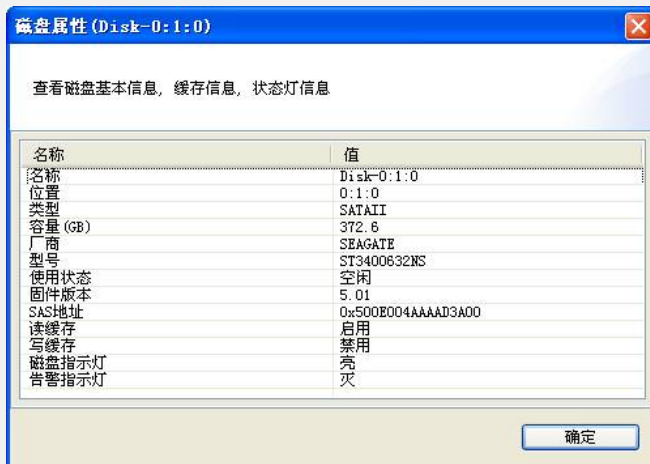 磁盘属性(Disk-0:1:0)
查看磁盘基本信息, 缓存信息, 状态灯信息
名称 值
名称 Disk-0:1:0
位置 0:1:0
类型 SATAII
容量(GB) 372.6
厂商 SEAGATE
型号 ST3400632NS
使用状态 空闲
固件版本 5.01
SAS地址 0x500E004AAAAD3A00
读缓存 启用
写缓存 禁用
磁盘指示灯 亮
告警指示灯 灭
确定